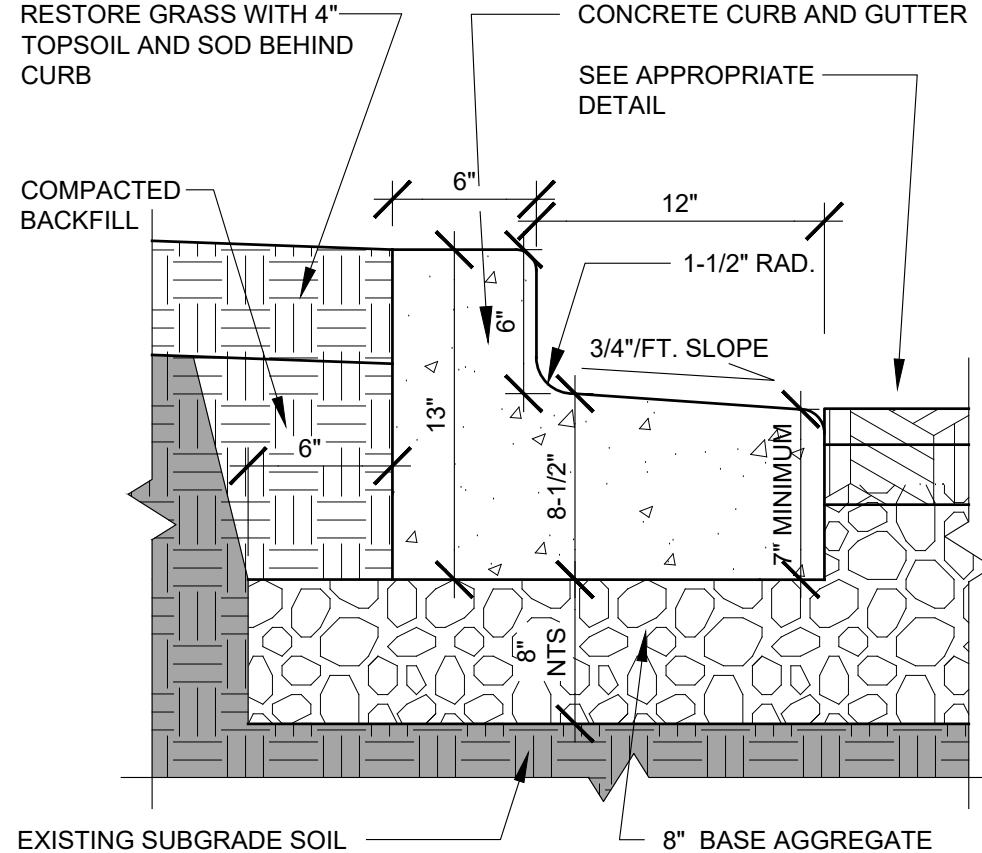 RESTORE GRASS WITH 4"
TOPSOIL AND SOD BEHIND
CURB
CONCRETE CURB AND GUTTER
SEE APPROPRIATE
DETAIL
COMPACTED
BACKFILL
6"
12"
1-1/2" RAD.
6"
3/4"/FT. SLOPE
13"
6"
8-1/2"
7" MINIMUM
8"
NTS
EXISTING SUBGRADE SOIL
8" BASE AGGREGATE